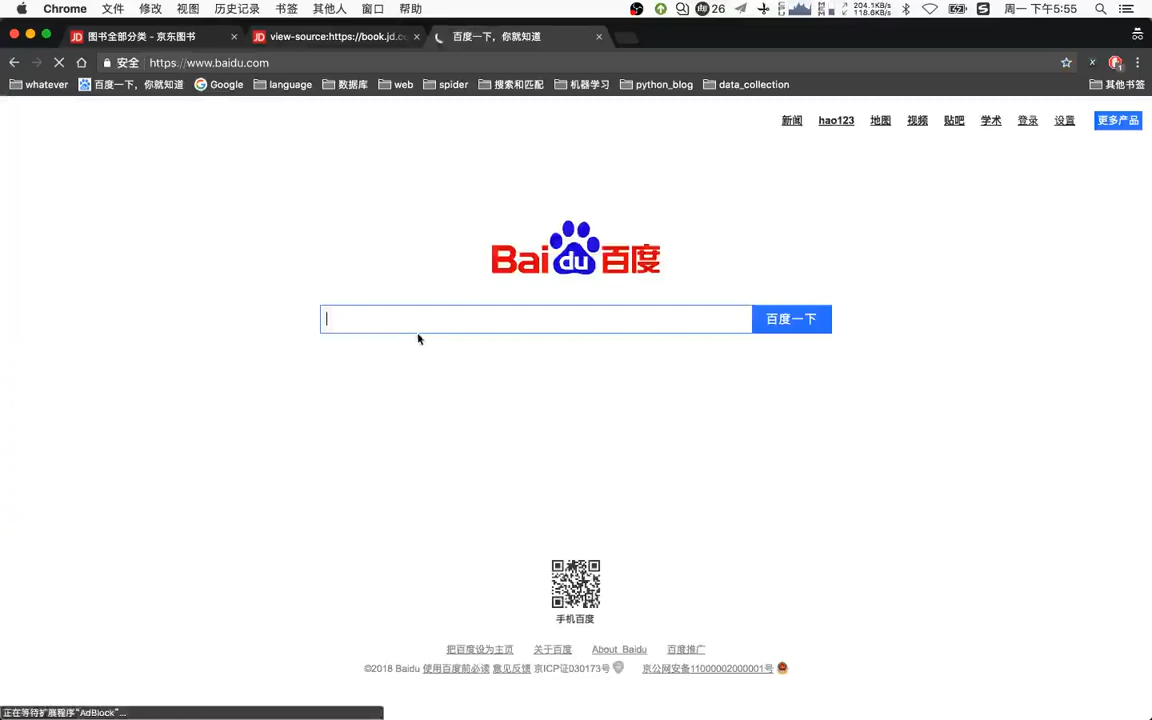 Chrome 文件 修改 视图 历史记录 书签 其他人 窗口 帮助 26 204.1KB/s 118.6KB/s 周一 下午5:55
图书全部分类 - 京东图书 view-source:https://book.jd.c 百度一下，你就知道
安全 https://www.baidu.com
whatever 百度一下，你就知道 Google language 数据库 web spider 搜索和匹配 机器学习 python_blog data_collection 其他书签
新闻 hao123 地图 视频 贴吧 学术 登录 设置 更多产品
Bai du 百度
百度一下
手机百度
把百度设为主页 关于百度 About Baidu 百度推广
©2018 Baidu 使用百度前必读 意见反馈 京ICP证030173号 京公网安备11000002000001号
正在等待扩展程序“AdBlock”...